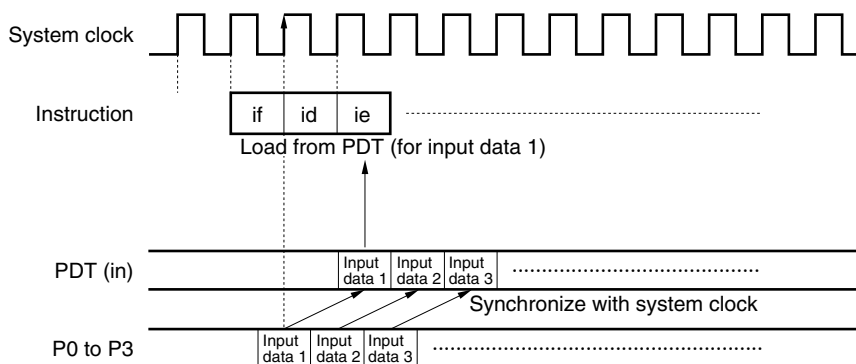 System clock
Instruction
if id ie
Load from PDT (for input data 1)
PDT (in)
Input data 1
Input data 2
Input data 3
Synchronize with system clock
P0 to P3
Input data 1
Input data 2
Input data 3